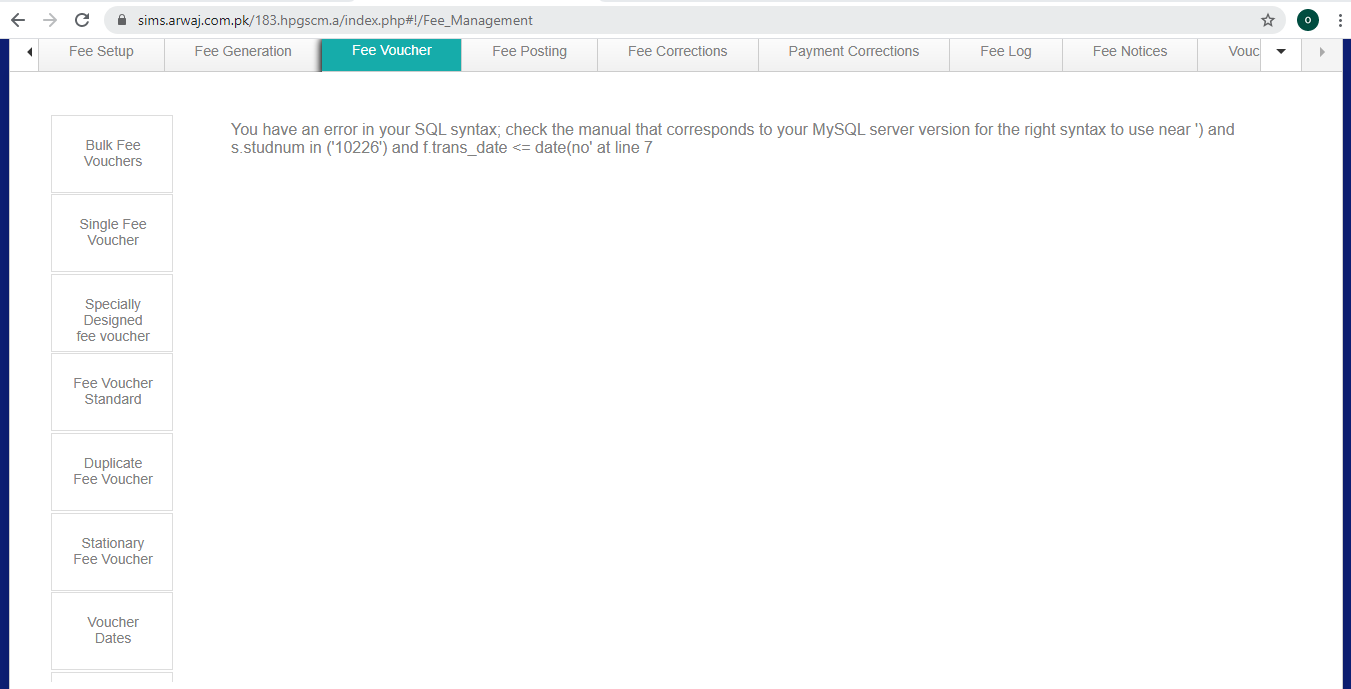 sims.arwaj.com.pk/183.hpgscm.a/index.php#!/Fee_Management
o
Fee Setup
Fee Generation
Fee Voucher
Fee Posting
Fee Corrections
Payment Corrections
Fee Log
Fee Notices
Vouc
You have an error in your SQL syntax; check the manual that corresponds to your MySQL server version for the right syntax to use near ') and
s.studnum in ('10226') and f.trans_date <= date(no' at line 7
Bulk Fee
Vouchers
Single Fee
Voucher
Specially
Designed
fee voucher
Fee Voucher
Standard
Duplicate
Fee Voucher
Stationary
Fee Voucher
Voucher
Dates